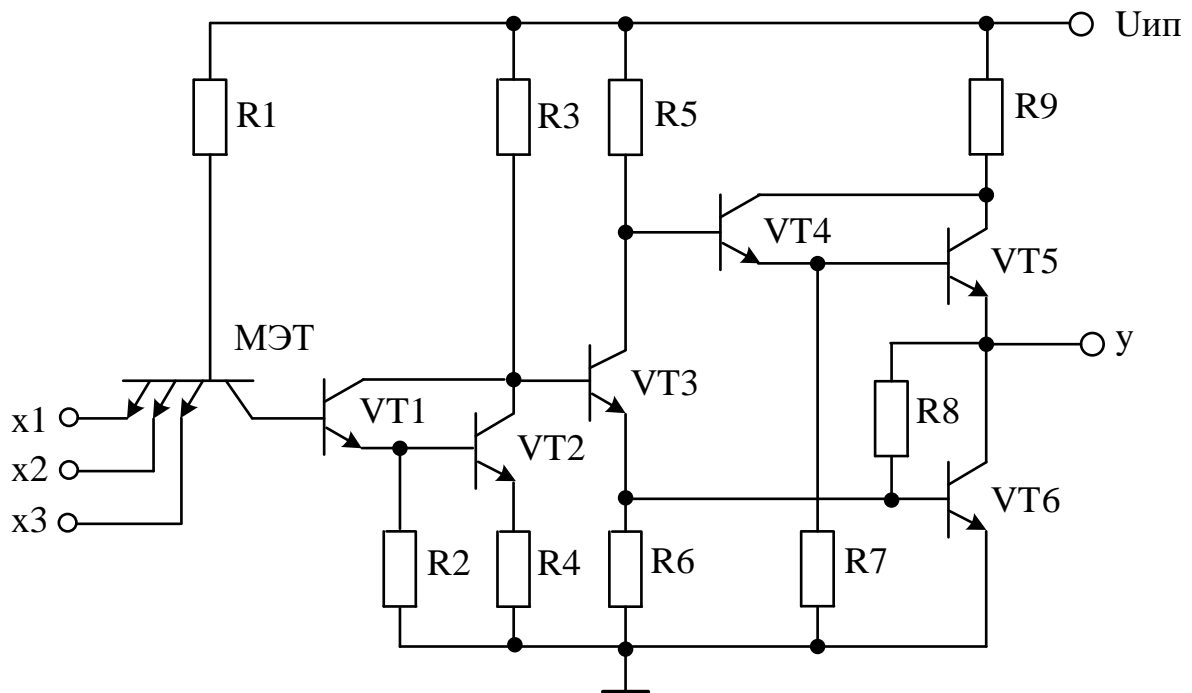 Uип
R1
R3
R5
R9
МЭТ
VT4
VT5
y
x1
x2
x3
VT1
VT2
VT3
R8
VT6
R2
R4
R6
R7